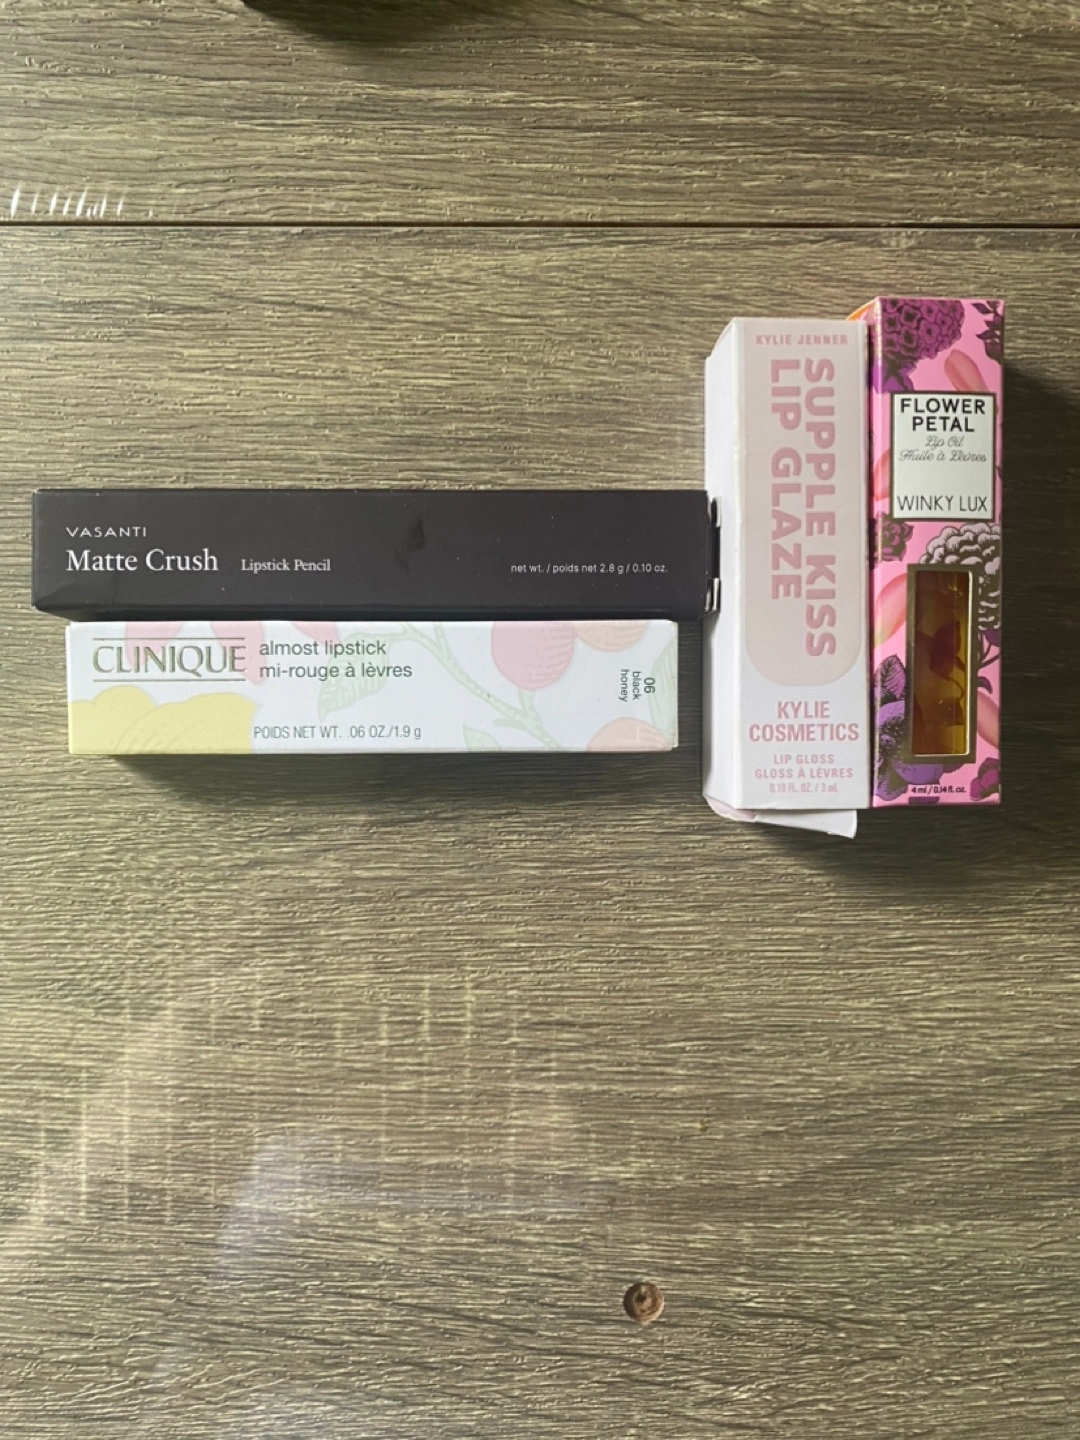 VASANTI
Matte Crush Lipstick Pencil
net wt. / poids net 2.8 g / 0.10 oz.
CLINIQUE
almost lipstick
mi-rouge à lèvres
POIDS NET WT. .06 OZ./1.9 g
06
black
honey
KYLIE JENNER
SUPPLE KISS
LIP GLAZE
KYLIE
COSMETICS
LIP GLOSS
GLOSS À LÈVRES
0.10 FL. OZ. / 3 mL
FLOWER
PETAL
Lip Oil
Huile à Lèvres
WINKY LUX
4 ml / 0.14 fl. oz.